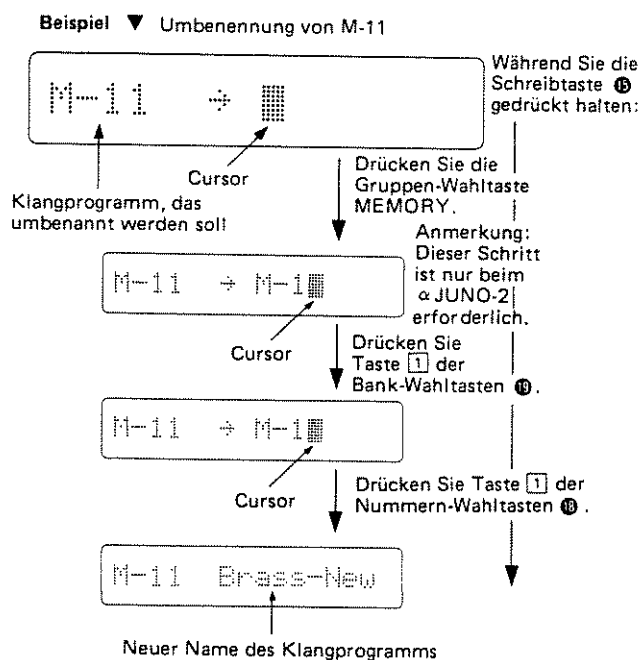 Beispiel ▼ Umbenennung von M-11
Während Sie die
Schreibtaste ⓯
gedrückt halten:
M-11 →
Cursor
Klangprogramm, das
umbenannt werden soll
Drücken Sie die
Gruppen-Wahltaste
MEMORY.
Anmerkung:
Dieser Schritt
ist nur beim
α JUNO-2
erforderlich.
M-11 → M-1
Cursor
Drücken Sie
Taste 1 der
Bank-Wahltasten ⓳.
M-11 → M-1
Cursor
Drücken Sie Taste 1 der
Nummern-Wahltasten ⓲.
M-11 Brass-New
Neuer Name des Klangprogramms